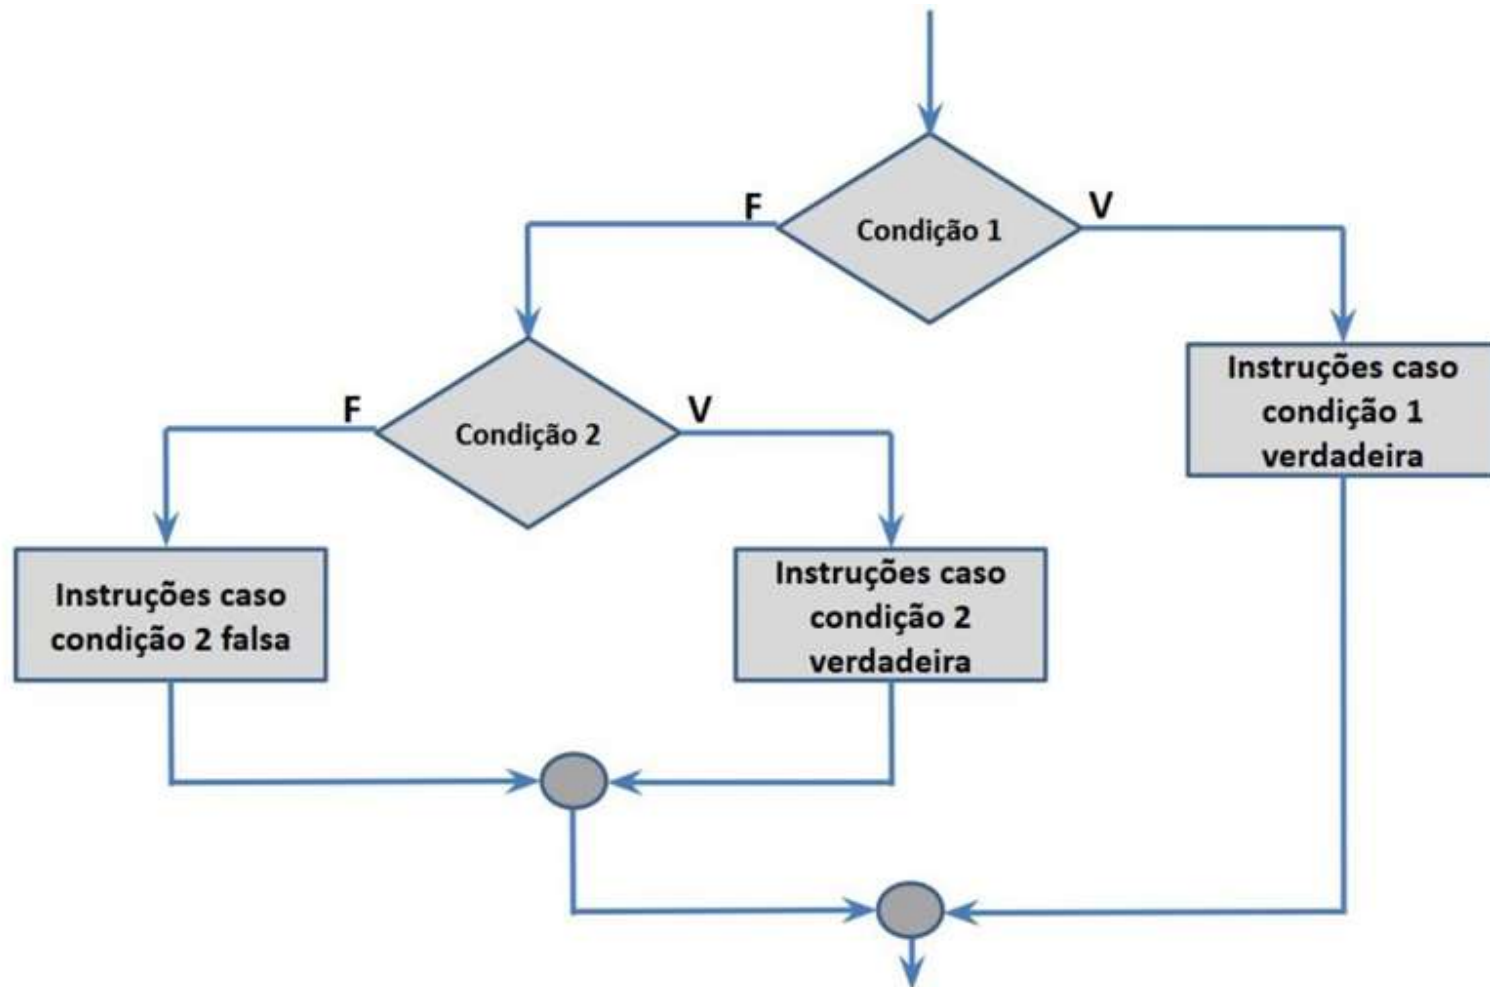 F
V
Condição 1
Instruções caso
condição 1
verdadeira
F
V
Condição 2
Instruções caso
condição 2 falsa
Instruções caso
condição 2
verdadeira